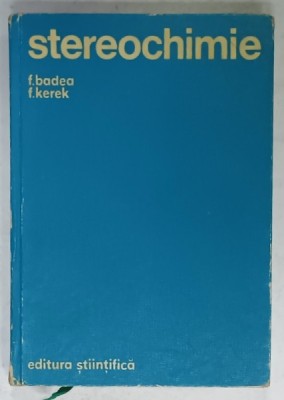 stereochimie
f.badea
f.kerek
editura științifică